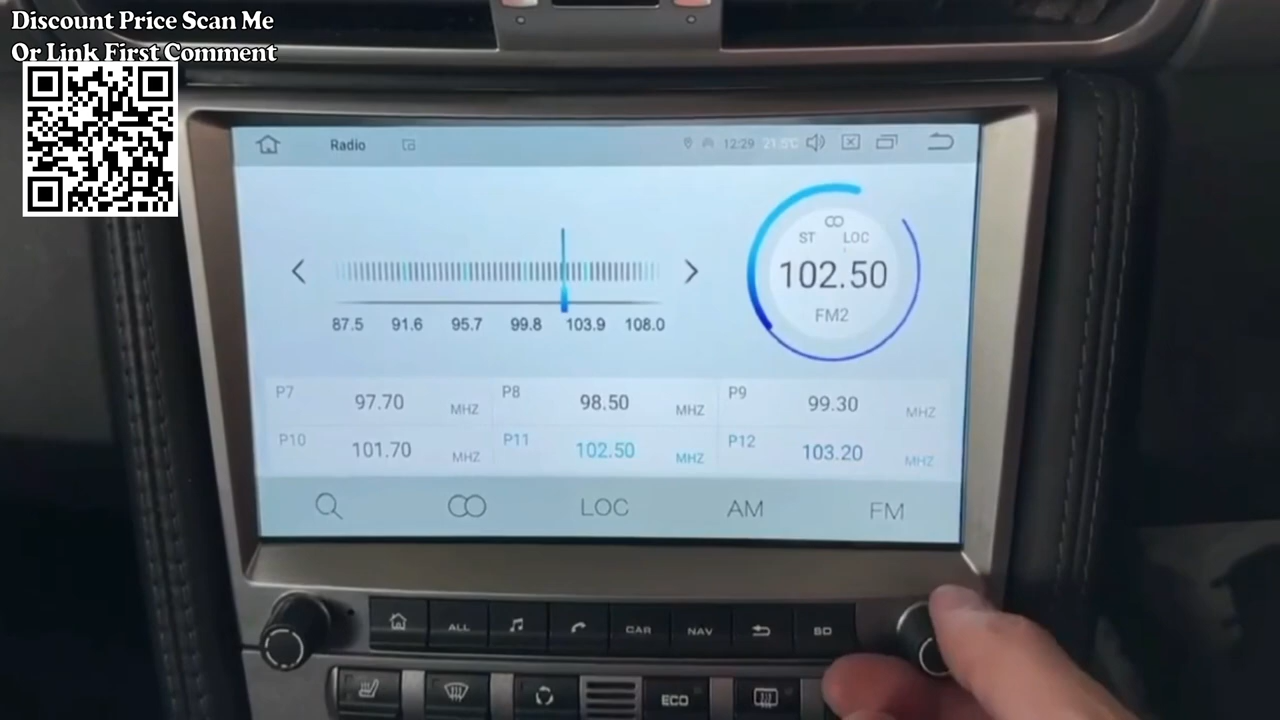 Discount Price Scan Me
Or Link First Comment
Radio
12:29 21.5°C
ST LOC
102.50
FM2
87.5 91.6 95.7 99.8 103.9 108.0
P7 97.70 MHZ P8 98.50 MHZ P9 99.30 MHZ
P10 101.70 MHZ P11 102.50 MHZ P12 103.20 MHZ
LOC AM FM
ALL CAR NAV BD
ECO